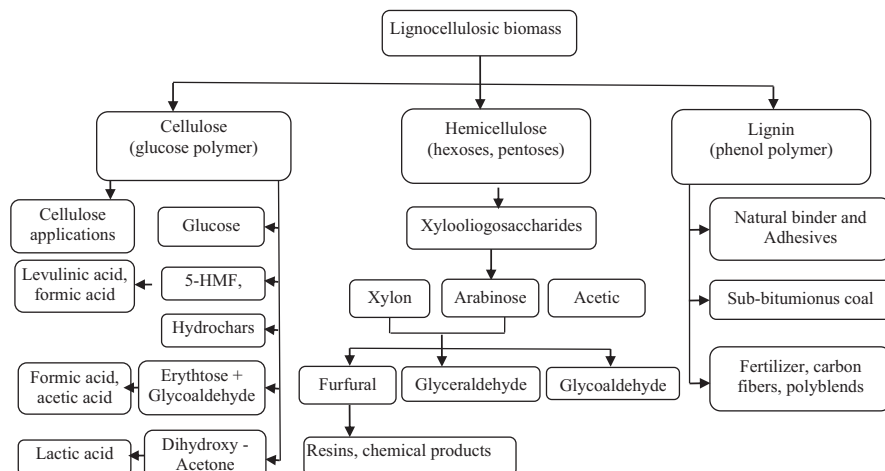 Lignocellulosic biomass
Cellulose
(glucose polymer)
Hemicellulose
(hexoses, pentoses)
Lignin
(phenol polymer)
Cellulose
applications
Glucose
Xylooliogosaccharides
Natural binder and
Adhesives
Levulinic acid,
formic acid
5-HMF,
Xylon
Arabinose
Acetic
Sub-bitumionus coal
Hydrochars
Formic acid,
acetic acid
Erythtose +
Glycoaldehyde
Furfural
Glyceraldehyde
Glycoaldehyde
Fertilizer, carbon
fibers, polyblends
Lactic acid
Dihydroxy -
Acetone
Resins, chemical products